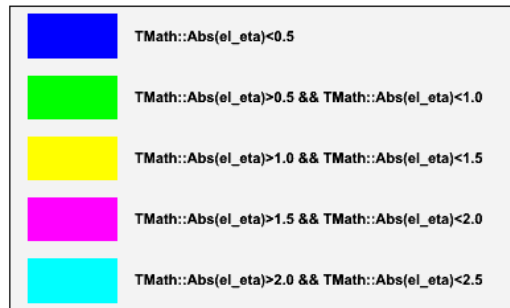 TMath::Abs(el_eta)<0.5
TMath::Abs(el_eta)>0.5 && TMath::Abs(el_eta)<1.0
TMath::Abs(el_eta)>1.0 && TMath::Abs(el_eta)<1.5
TMath::Abs(el_eta)>1.5 && TMath::Abs(el_eta)<2.0
TMath::Abs(el_eta)>2.0 && TMath::Abs(el_eta)<2.5